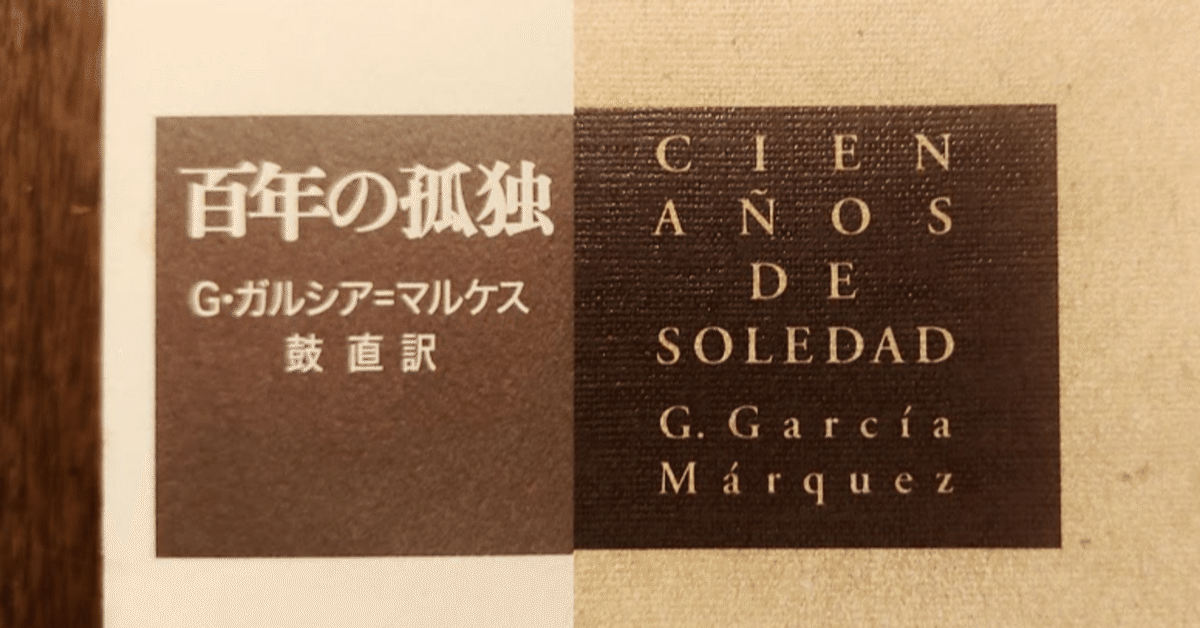 百年の孤独
G・ガルシア=マルケス
鼓 直 訳
CIEN
AÑOS
DE
SOLEDAD
G. García
Márquez